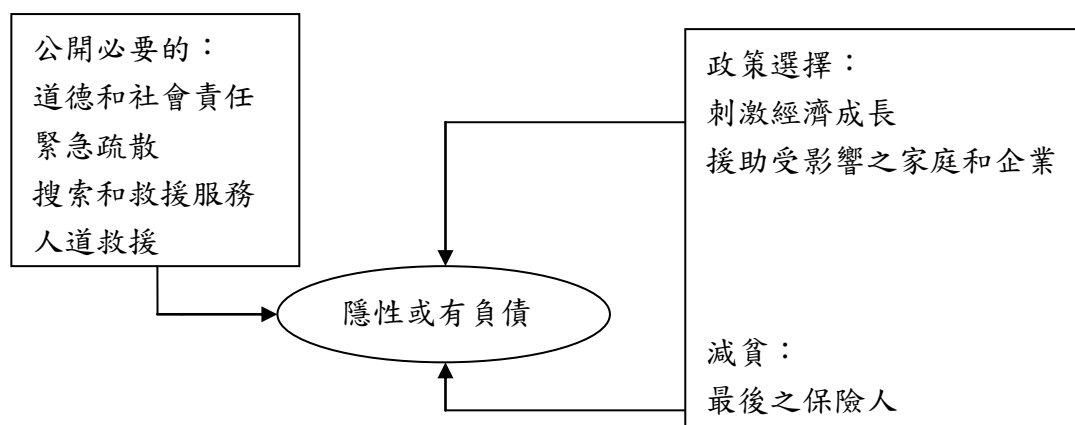 公開必要的：
道德和社會責任
緊急疏散
搜索和救援服務
人道救援
政策選擇：
刺激經濟成長
援助受影響之家庭和企業
隱性或有負債
減貧：
最後之保險人